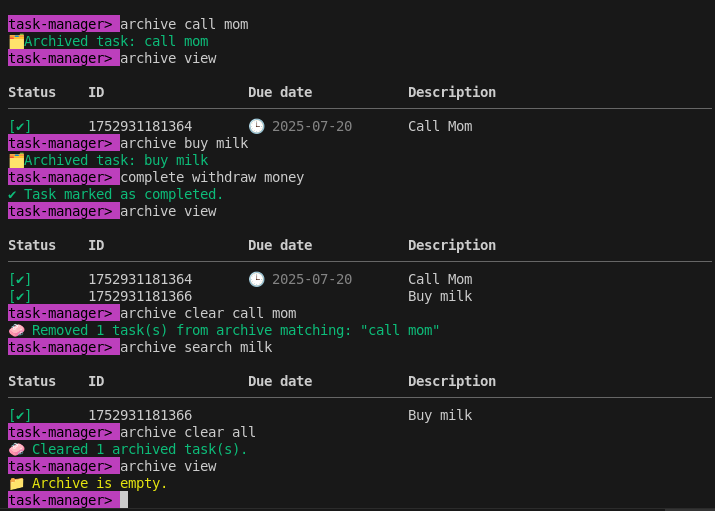 task-manager> archive call mom
🗂️Archived task: call mom
task-manager> archive view
Status ID Due date Description
[✔] 1752931181364 🕒 2025-07-20 Call Mom
task-manager> archive buy milk
🗂️Archived task: buy milk
task-manager> complete withdraw money
✔ Task marked as completed.
task-manager> archive view
Status ID Due date Description
[✔] 1752931181364 🕒 2025-07-20 Call Mom
[✔] 1752931181366 Buy milk
task-manager> archive clear call mom
🧼 Removed 1 task(s) from archive matching: "call mom"
task-manager> archive search milk
Status ID Due date Description
[✔] 1752931181366 Buy milk
task-manager> archive clear all
🧼 Cleared 1 archived task(s).
task-manager> archive view
📁 Archive is empty.
task-manager>